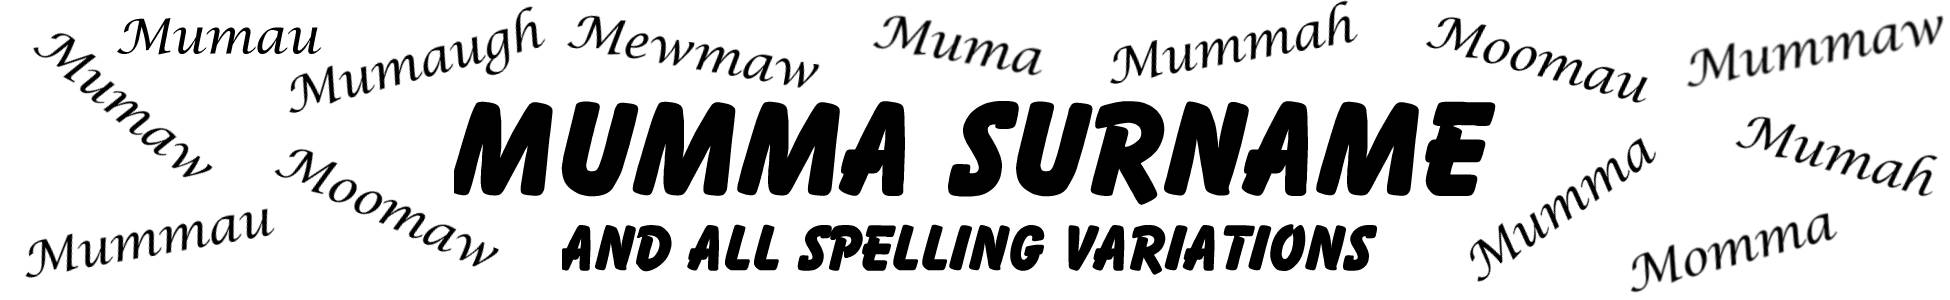 Mumaw
Mumau
Mumaugh
Mewmaw
Muma
Mummah
Moomau
Mummaw
MUMMA SURNAME
Moomaw
Mummau
AND ALL SPELLING VARIATIONS
Mumma
Mumah
Momma